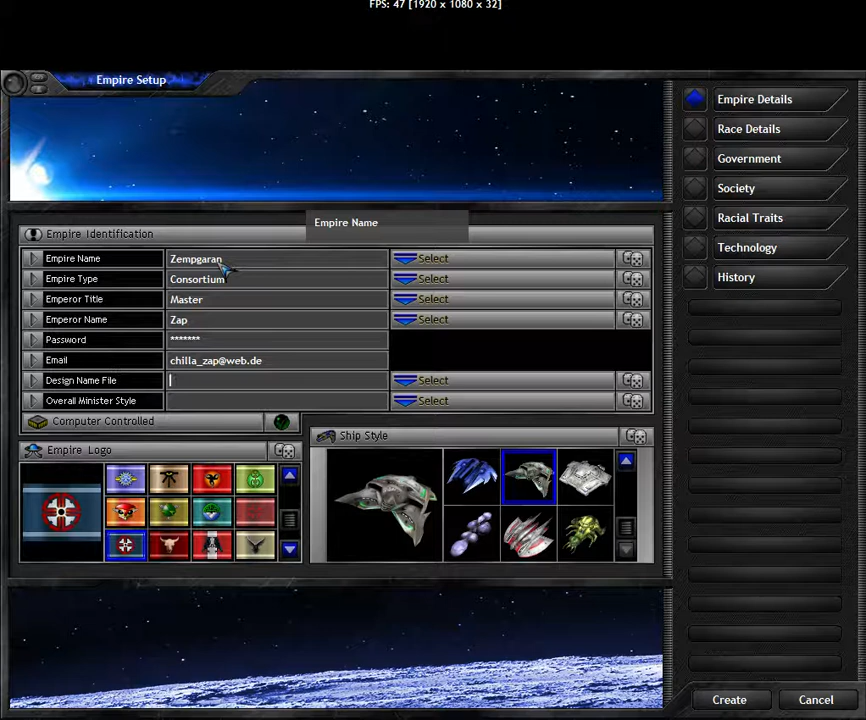 FPS: 47 [1920 x 1080 x 32]
Empire Setup
Empire Details
Race Details
Government
Society
Racial Traits
Technology
History
Empire Name
Empire Identification
Empire Name Zempgaran Select
Empire Type Consortium Select
Emperor Title Master Select
Emperor Name Zap Select
Password *******
Email chilla_zap@web.de
Design Name File Select
Overall Minister Style Select
Computer Controlled
Empire Logo
Ship Style
Create Cancel